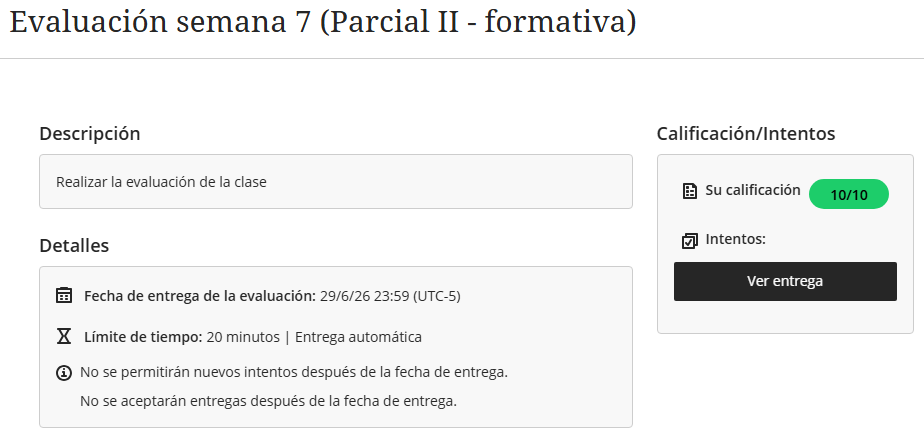 Evaluación semana 7 (Parcial II - formativa)
Descripción
Realizar la evaluación de la clase
Detalles
Fecha de entrega de la evaluación: 29/6/26 23:59 (UTC-5)
Límite de tiempo: 20 minutos | Entrega automática
No se permitirán nuevos intentos después de la fecha de entrega.
No se aceptarán entregas después de la fecha de entrega.
Calificación/Intentos
Su calificación 10/10
Intentos:
Ver entrega